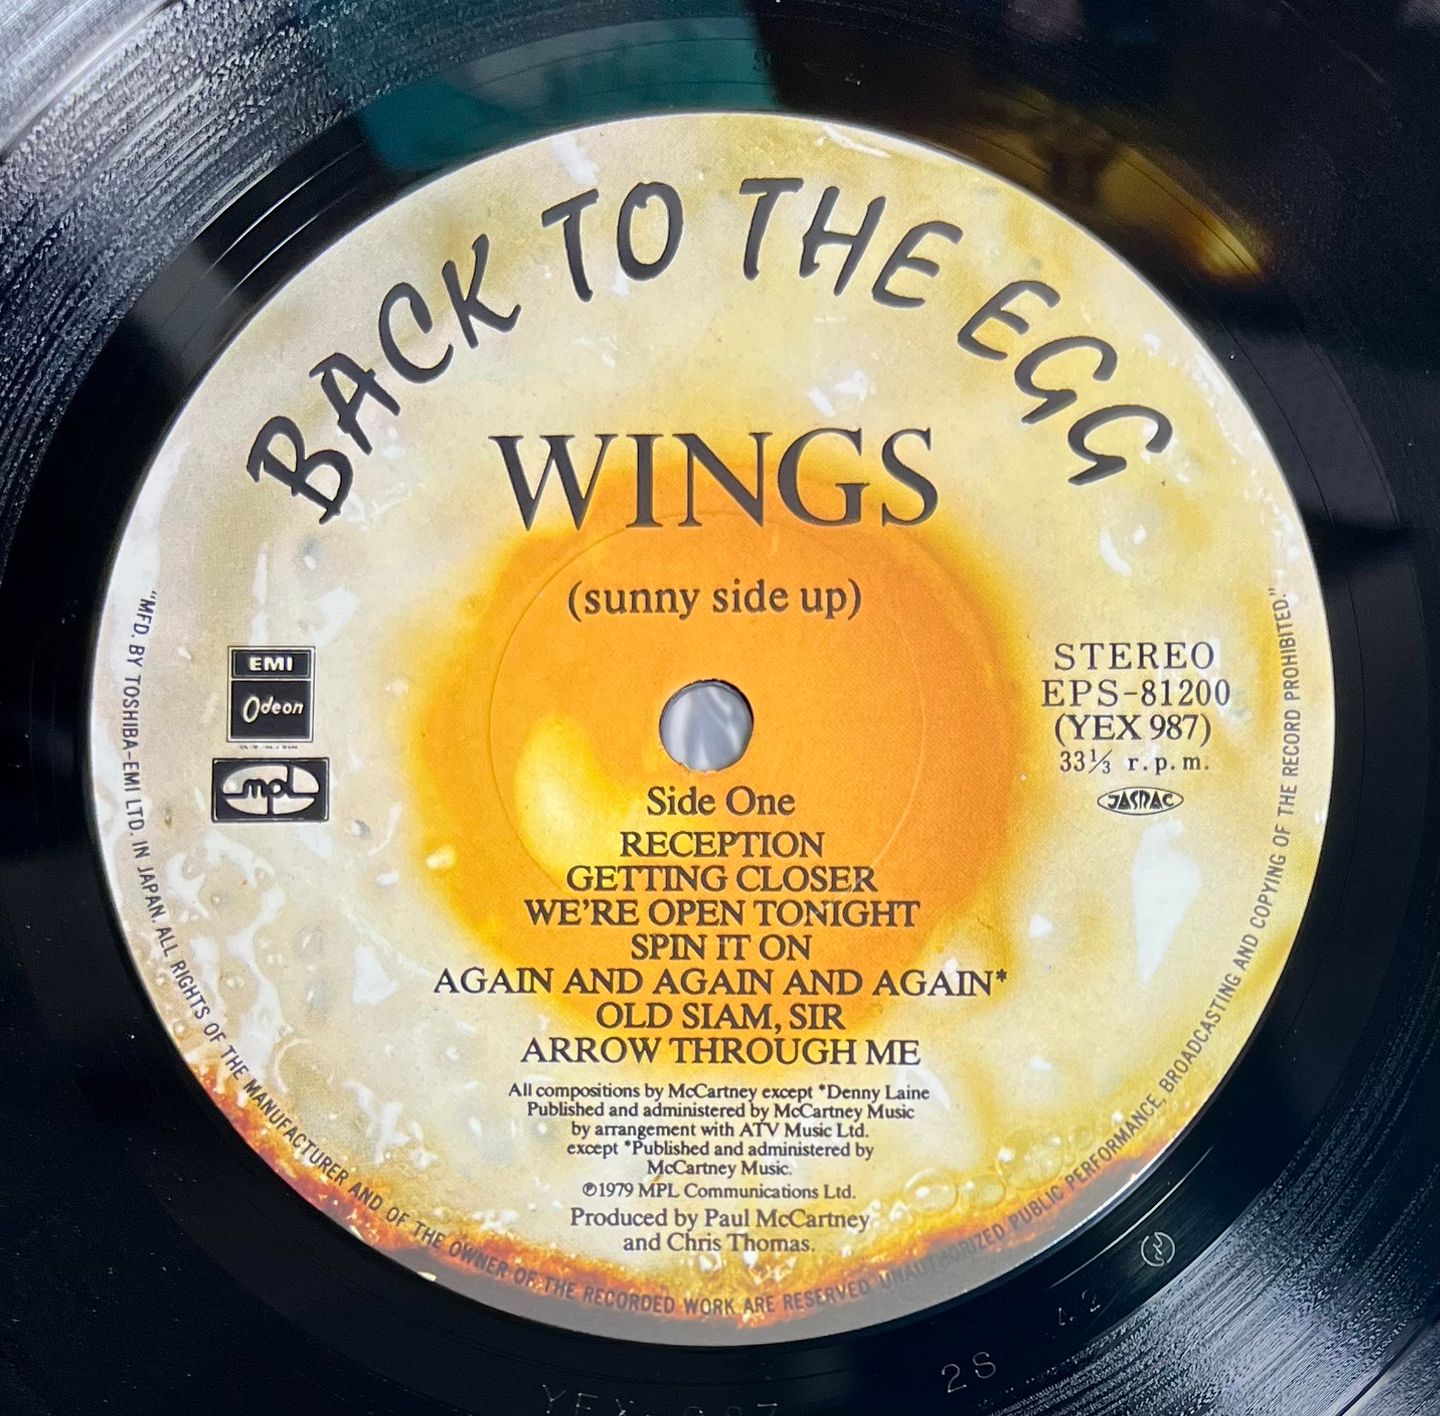 BACK TO THE EGG
WINGS
(sunny side up)
EMI
Odeon
mpl
STEREO
EPS-81200
(YEX 987)
33⅓ r.p.m.
JASRAC
Side One
RECEPTION
GETTING CLOSER
WE'RE OPEN TONIGHT
SPIN IT ON
AGAIN AND AGAIN AND AGAIN*
OLD SIAM, SIR
ARROW THROUGH ME
All compositions by McCartney except *Denny Laine
Published and administered by McCartney Music
by arrangement with ATV Music Ltd.
except *Published and administered by
McCartney Music.
℗1979 MPL Communications Ltd.
Produced by Paul McCartney
and Chris Thomas.
"MFD. BY TOSHIBA-EMI LTD. IN JAPAN. ALL RIGHTS OF THE MANUFACTURER AND OF THE OWNER OF THE RECORDED WORK ARE RESERVED UNAUTHORIZED PUBLIC PERFORMANCE, BROADCASTING AND COPYING OF THE RECORD PROHIBITED."
2S